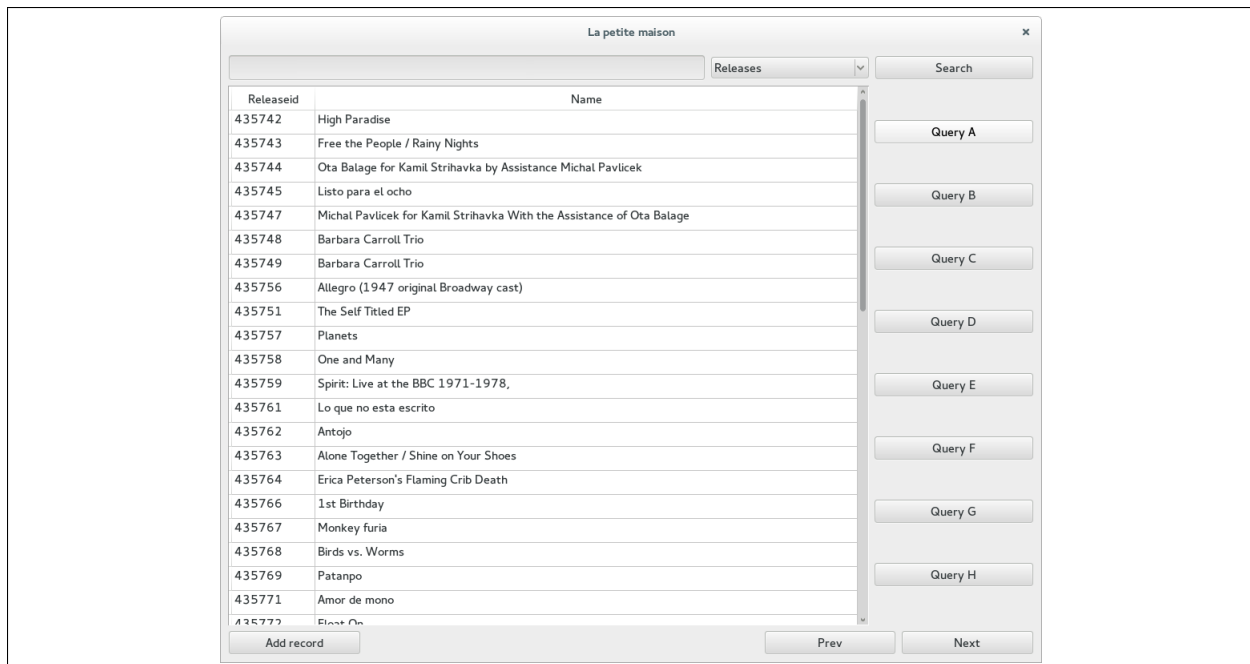 La petite maison
×
Releases
Search
Releaseid Name
435742 High Paradise
435743 Free the People / Rainy Nights
435744 Ota Balage for Kamil Strihavka by Assistance Michal Pavlicek
435745 Listo para el ocho
435747 Michal Pavlicek for Kamil Strihavka With the Assistance of Ota Balage
435748 Barbara Carroll Trio
435749 Barbara Carroll Trio
435756 Allegro (1947 original Broadway cast)
435751 The Self Titled EP
435757 Planets
435758 One and Many
435759 Spirit: Live at the BBC 1971-1978,
435761 Lo que no esta escrito
435762 Antojo
435763 Alone Together / Shine on Your Shoes
435764 Erica Peterson's Flaming Crib Death
435766 1st Birthday
435767 Monkey furia
435768 Birds vs. Worms
435769 Patanpo
435771 Amor de mono
435772 Float On
Query A
Query B
Query C
Query D
Query E
Query F
Query G
Query H
Add record
Prev
Next